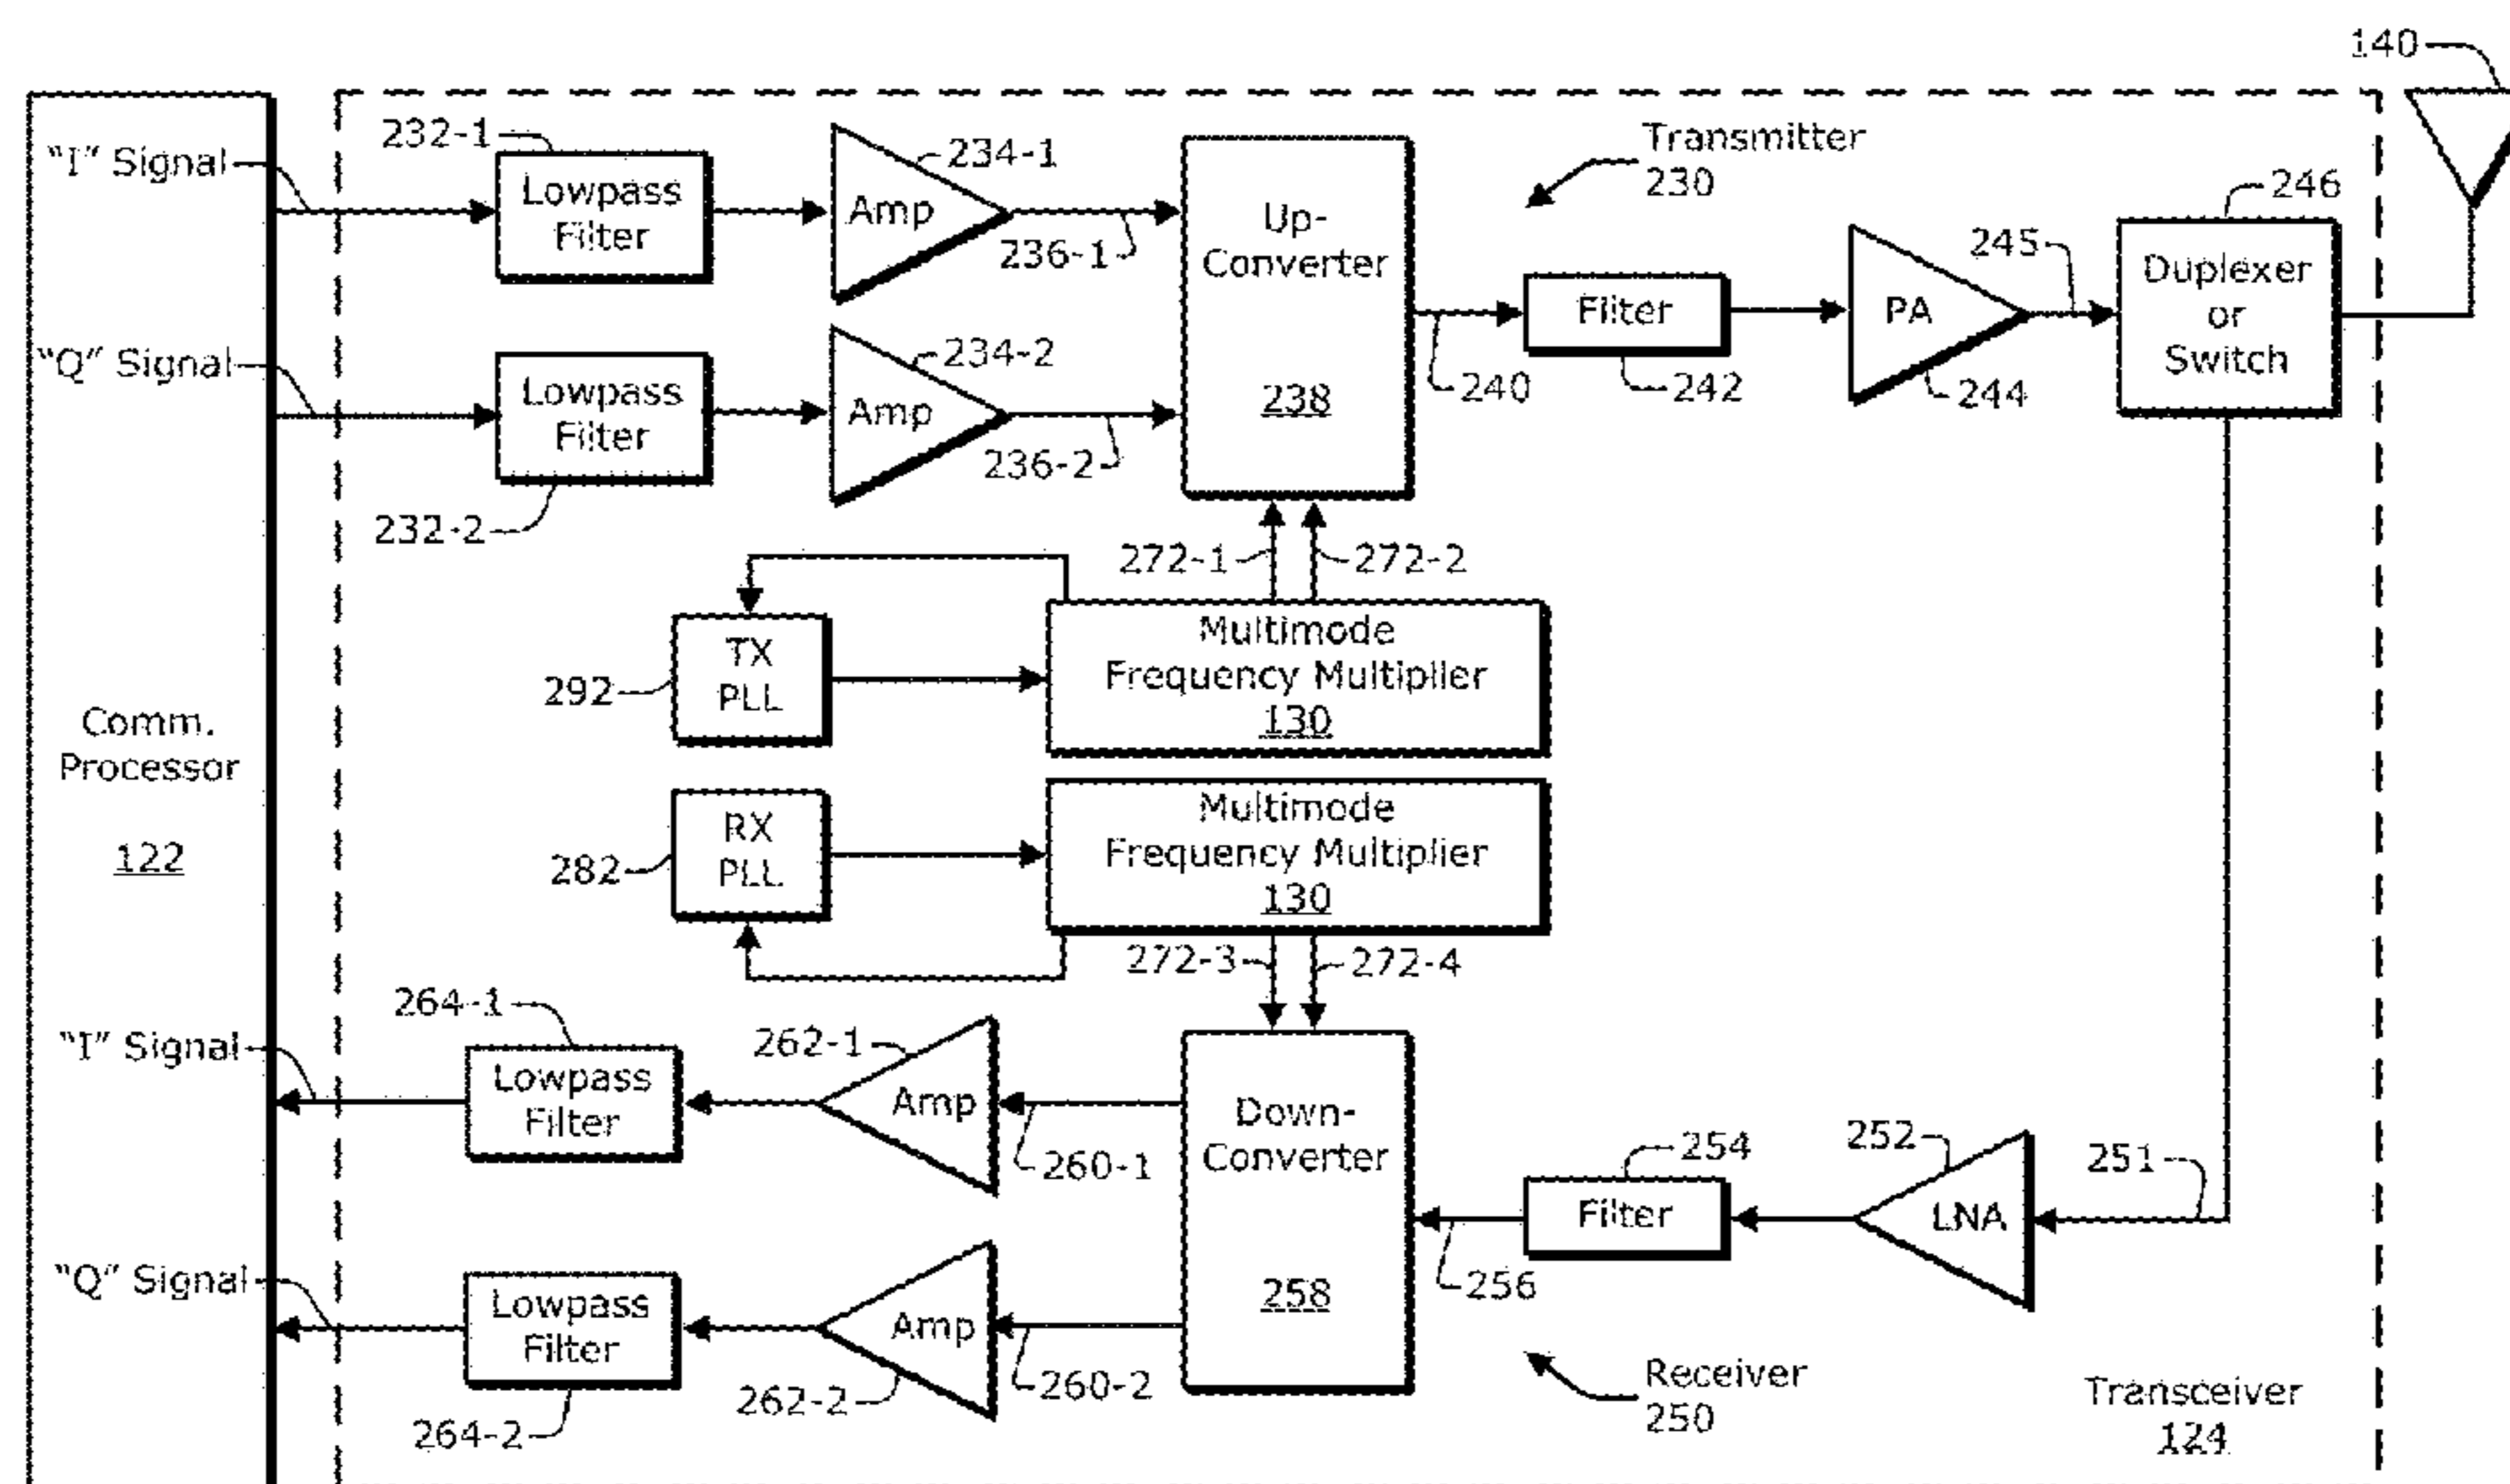 140
"I" Signal
232-1
Lowpass
Filter
234-1
Amp
236-1
Up-
Converter
238
Transmitter
230
245
246
Duplexer
or
Switch
"Q" Signal
Lowpass
Filter
232-2
234-2
Amp
236-2
240
Filter
242
PA
244
272-1
272-2
TX
PLL
292
Multimode
Frequency Multiplier
130
Comm.
Processor
122
RX
PLL
282
Multimode
Frequency Multiplier
130
272-3
272-4
"I" Signal
264-1
Lowpass
Filter
262-1
Amp
260-1
Down-
Converter
258
254
Filter
256
252
LNA
251
"Q" Signal
Lowpass
Filter
264-2
Amp
262-2
260-2
Receiver
250
Transceiver
124